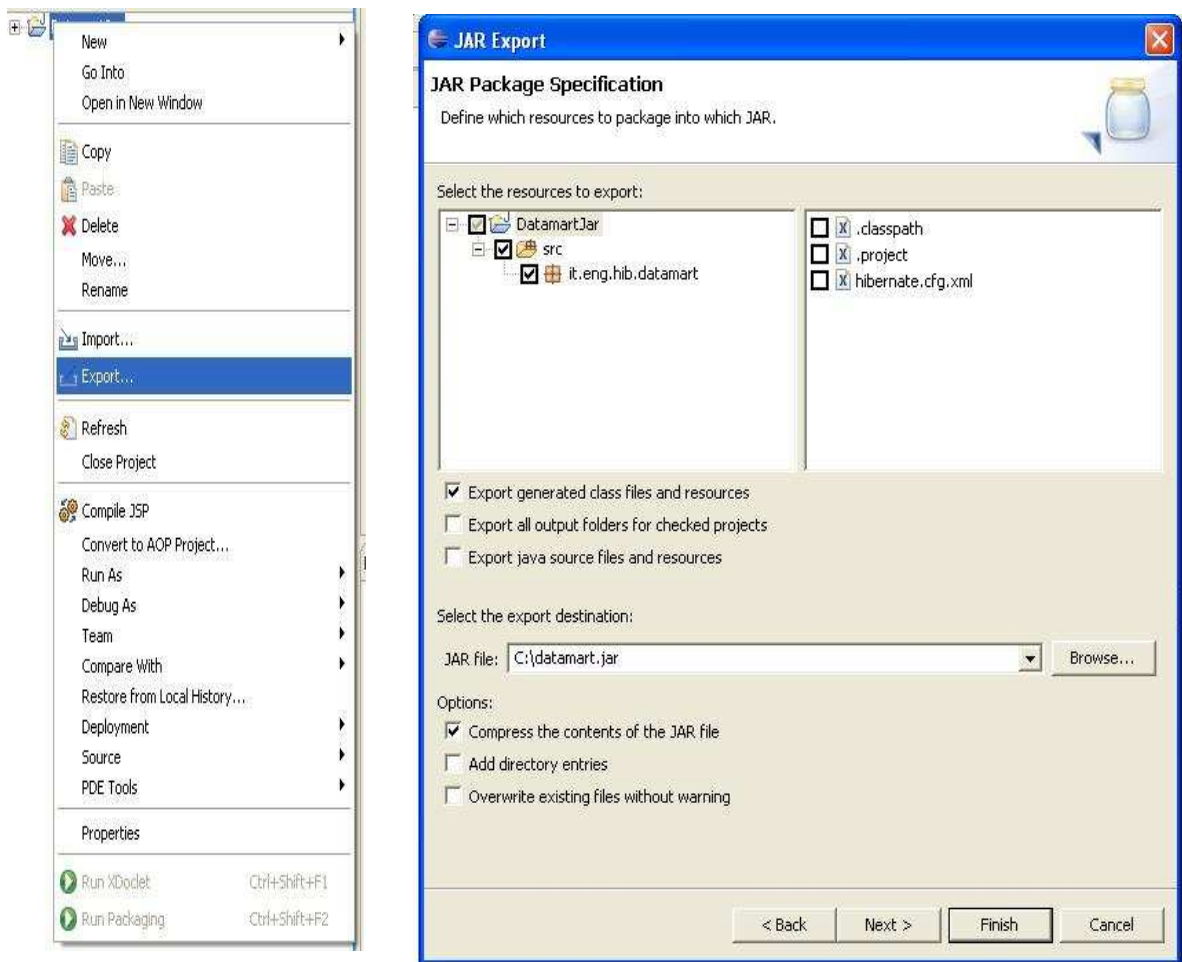 New
Go Into
Open in New Window
Copy
Paste
Delete
Move...
Rename
Import...
Export...
Refresh
Close Project
Compile JSP
Convert to AOP Project...
Run As
Debug As
Team
Compare With
Restore from Local History...
Deployment
Source
PDE Tools
Properties
Run XDoclet Ctrl+Shift+F1
Run Packaging Ctrl+Shift+F2
JAR Export
JAR Package Specification
Define which resources to package into which JAR.
Select the resources to export:
DatamartJar
src
it.eng.hib.datamart
.classpath
.project
hibernate.cfg.xml
Export generated class files and resources
Export all output folders for checked projects
Export java source files and resources
Select the export destination:
JAR file: C:\datamart.jar Browse...
Options:
Compress the contents of the JAR file
Add directory entries
Overwrite existing files without warning
< Back Next > Finish Cancel